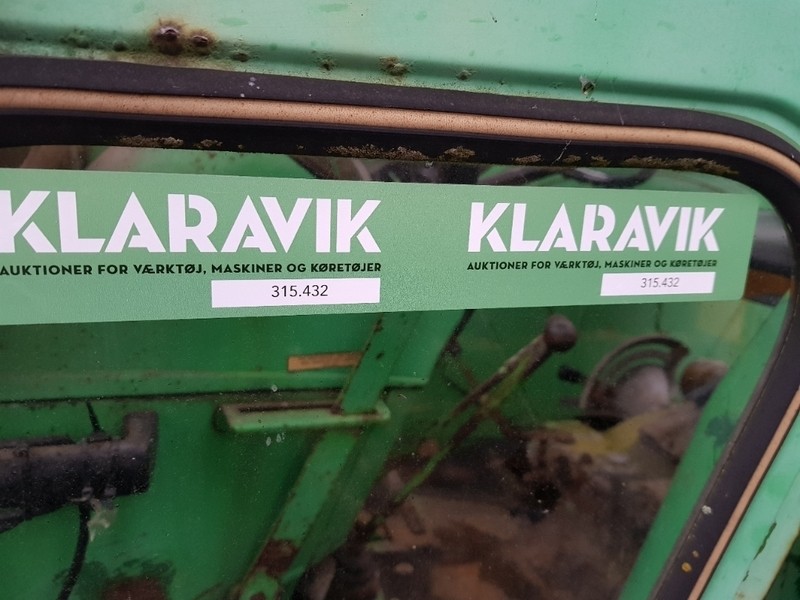 KLARAVIK
AUKTIONER FOR VÆRKTØJ, MASKINER OG KØRETØJER
315.432
KLARAVIK
AUKTIONER FOR VÆRKTØJ, MASKINER OG KØRETØJER
315.432